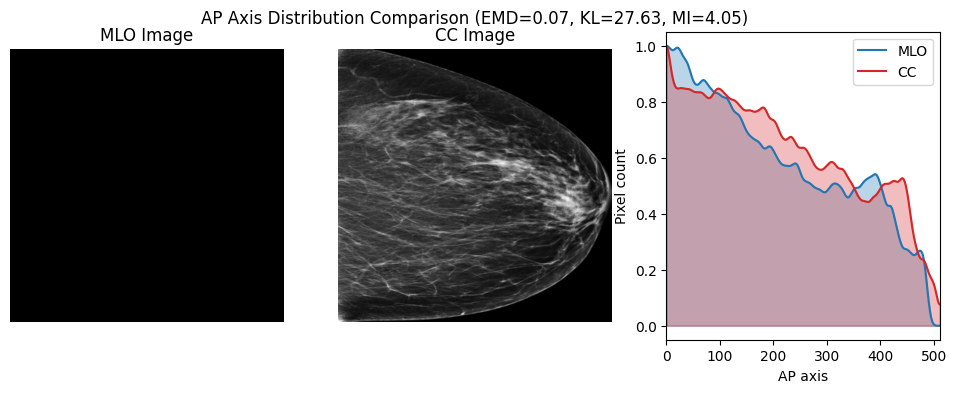 AP Axis Distribution Comparison (EMD=0.07, KL=27.63, MI=4.05)
MLO Image
CC Image
MLO
CC
1.0
0.8
0.6
0.4
0.2
0.0
Pixel count
0 100 200 300 400 500
AP axis